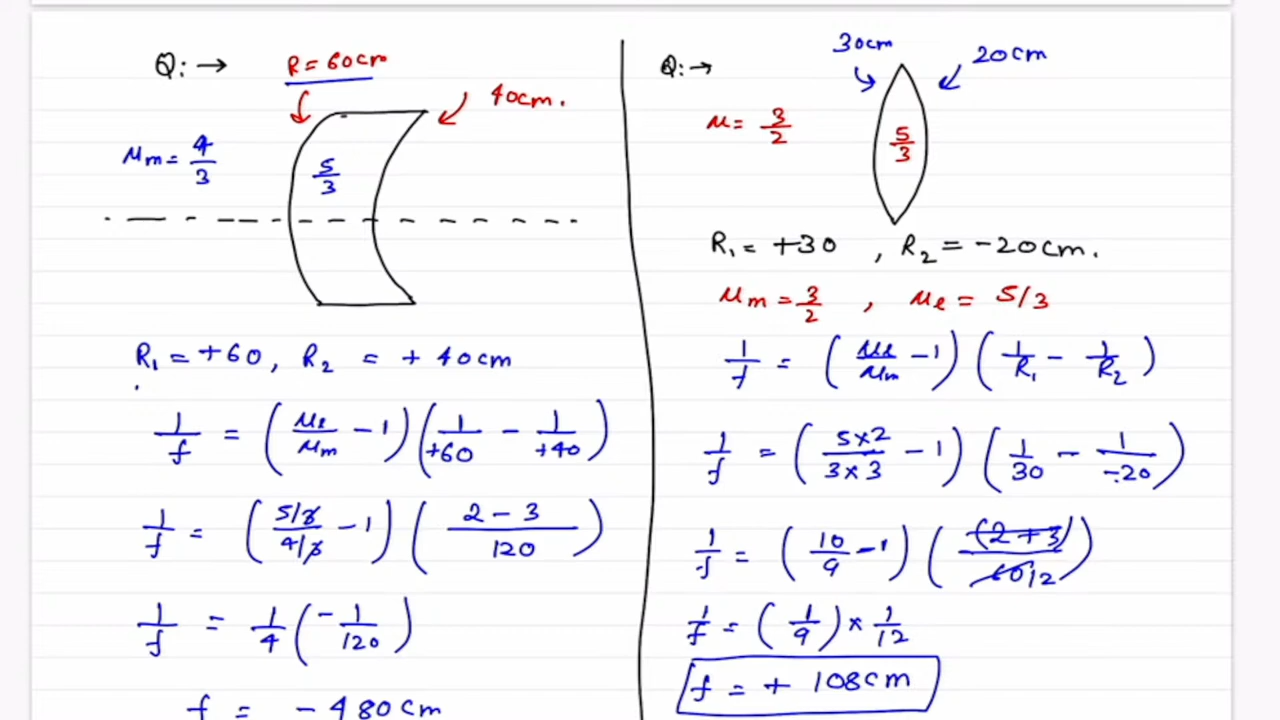 Q: →
R = 60cm
40cm.
μm = 4/3
5/3
R₁ = +60, R₂ = + 40cm
1/f = (μℓ/μm - 1)(1/+60 - 1/+40)
1/f = (5/3/4/3 - 1)(2 - 3/120)
1/f = 1/4(-1/120)
f = - 480cm
Q: →
30cm
20cm
μ = 3/2
5/3
R₁ = +30, R₂ = -20cm.
μm = 3/2, μℓ = 5/3
1/f = (μℓ/μm - 1)(1/R₁ - 1/R₂)
1/f = (5×2/3×3 - 1)(1/30 - 1/-20)
1/f = (10/9 - 1)((2+3)/60 12)
1/f = (1/9) × 1/12
f = + 108cm